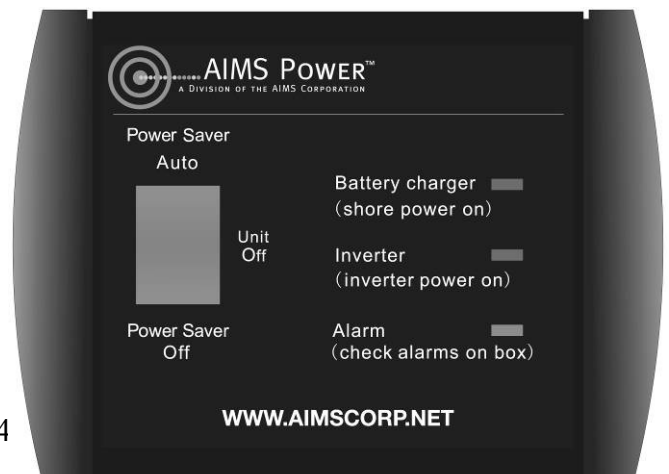 AIMS POWER™
A DIVISION OF THE AIMS CORPORATION
Power Saver
Auto
Unit
Off
Power Saver
Off
Battery charger
(shore power on)
Inverter
(inverter power on)
Alarm
(check alarms on box)
WWW.AIMSCORP.NET
4